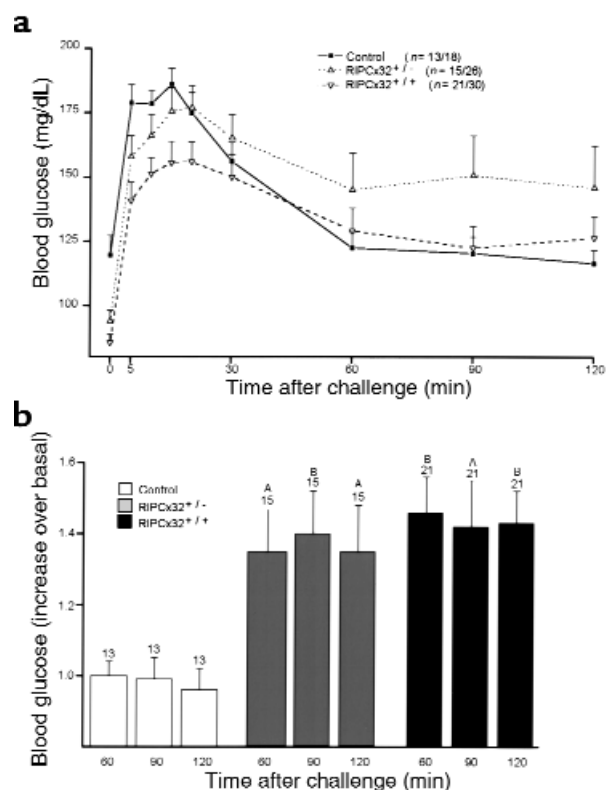 a
200
175
150
125
100
Blood glucose (mg/dL)
Control ( n= 13/18)
RIPCx32+/- (n= 15/26)
RIPCx32+/+ (n= 21/30)
0 5 30 60 90 120
Time after challenge (min)
b
1.6
1.4
1.2
1.0
Blood glucose (increase over basal)
Control
RIPCx32+/-
RIPCx32+/+
13 13 13
A B A
15 15 15
B A B
21 21 21
60 90 120 60 90 120 60 90 120
Time after challenge (min)